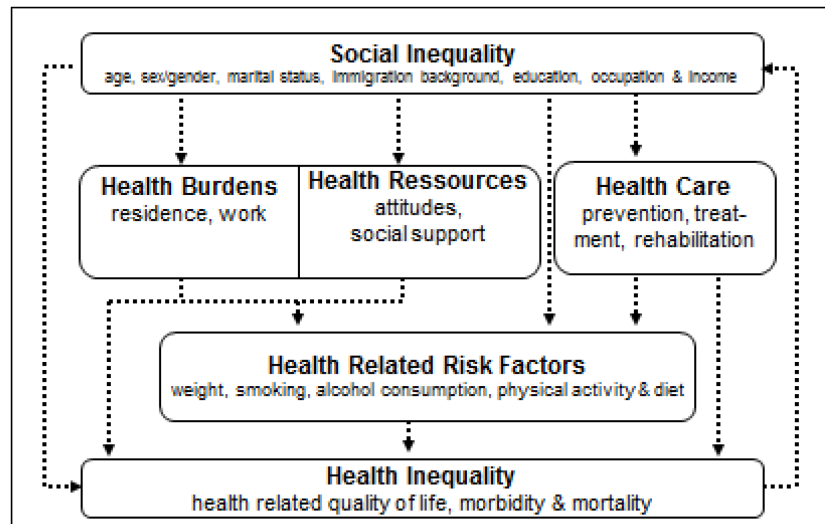 Social Inequality
age, sex/gender, marital status, immigration background, education, occupation & income
Health Burdens
residence, work
Health Ressources
attitudes,
social support
Health Care
prevention, treat-
ment, rehabilitation
Health Related Risk Factors
weight, smoking, alcohol consumption, physical activity & diet
Health Inequality
health related quality of life, morbidity & mortality